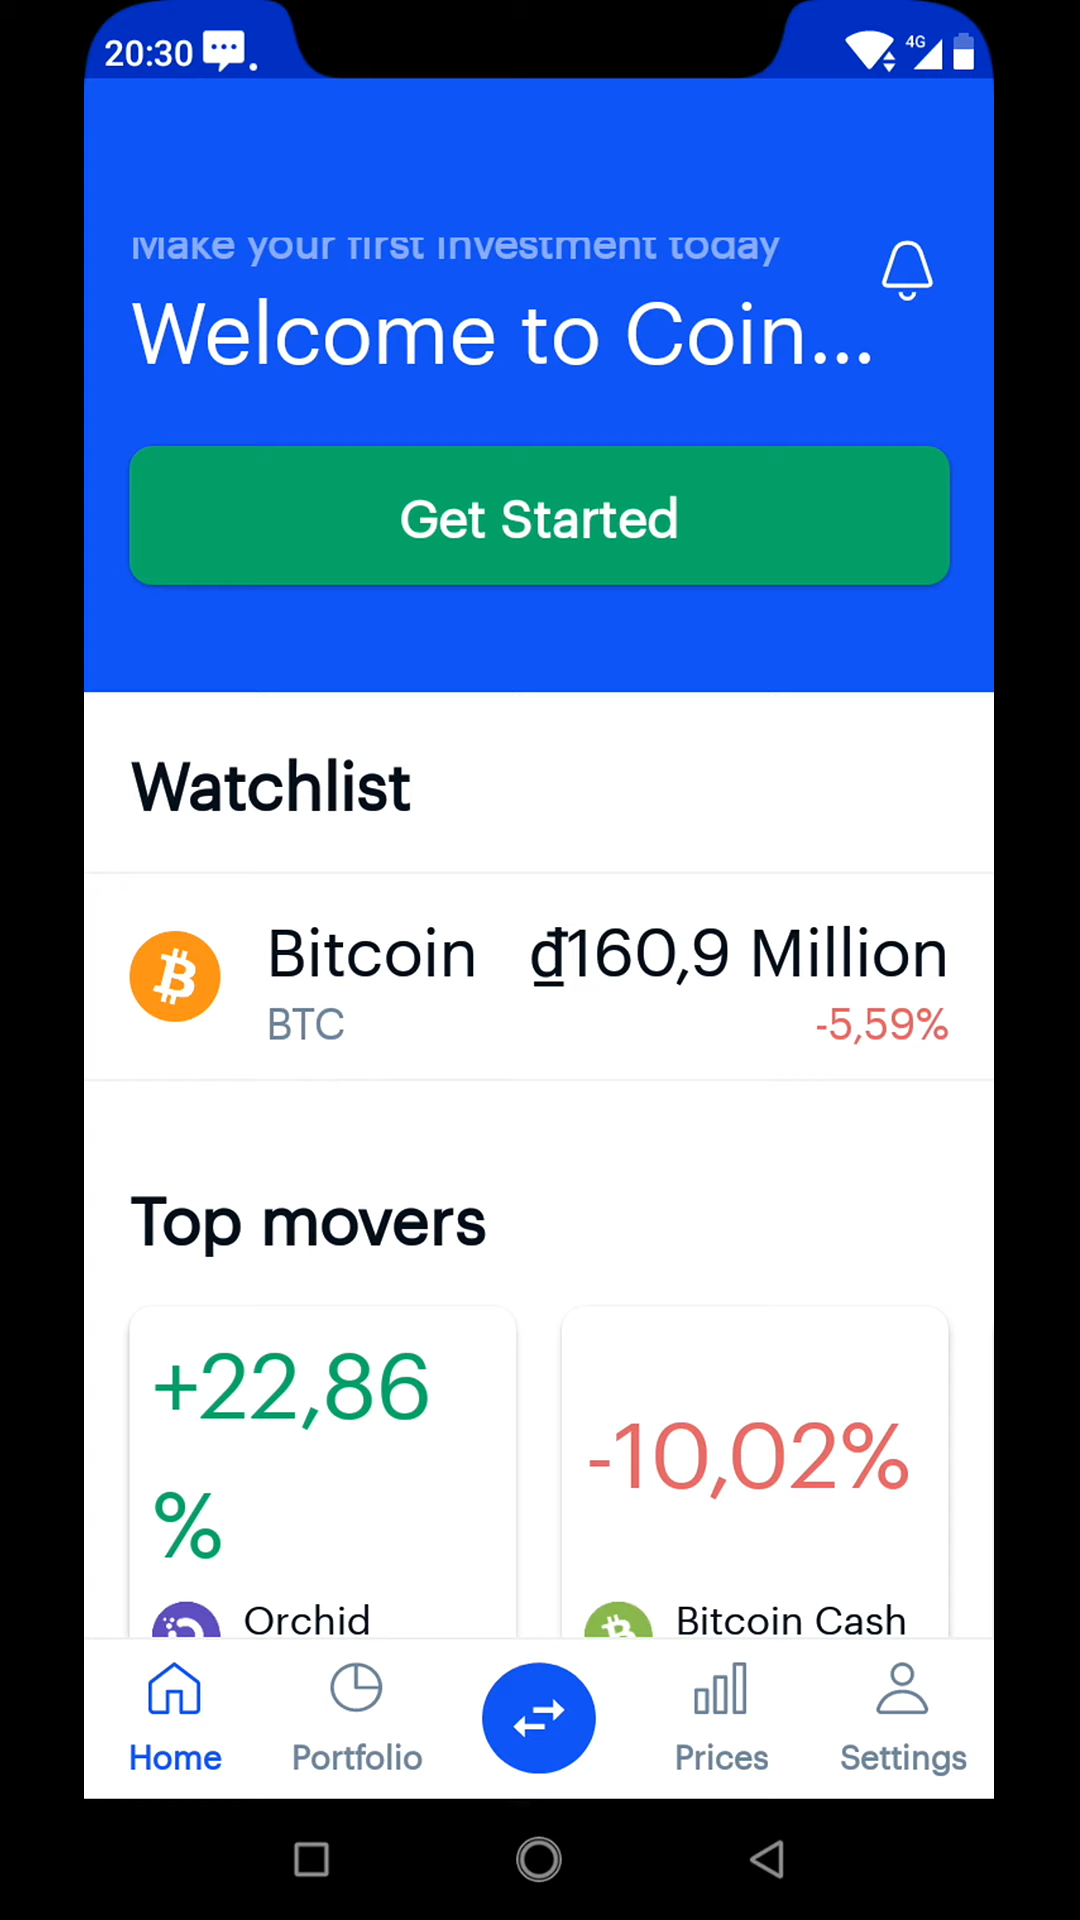 20:30
4G
Make your first investment today
Welcome to Coin...
Get Started
Watchlist
Bitcoin ₫160,9 Million
BTC -5,59%
Top movers
+22,86
%
-10,02%
Orchid
Bitcoin Cash
Home
Portfolio
Prices
Settings